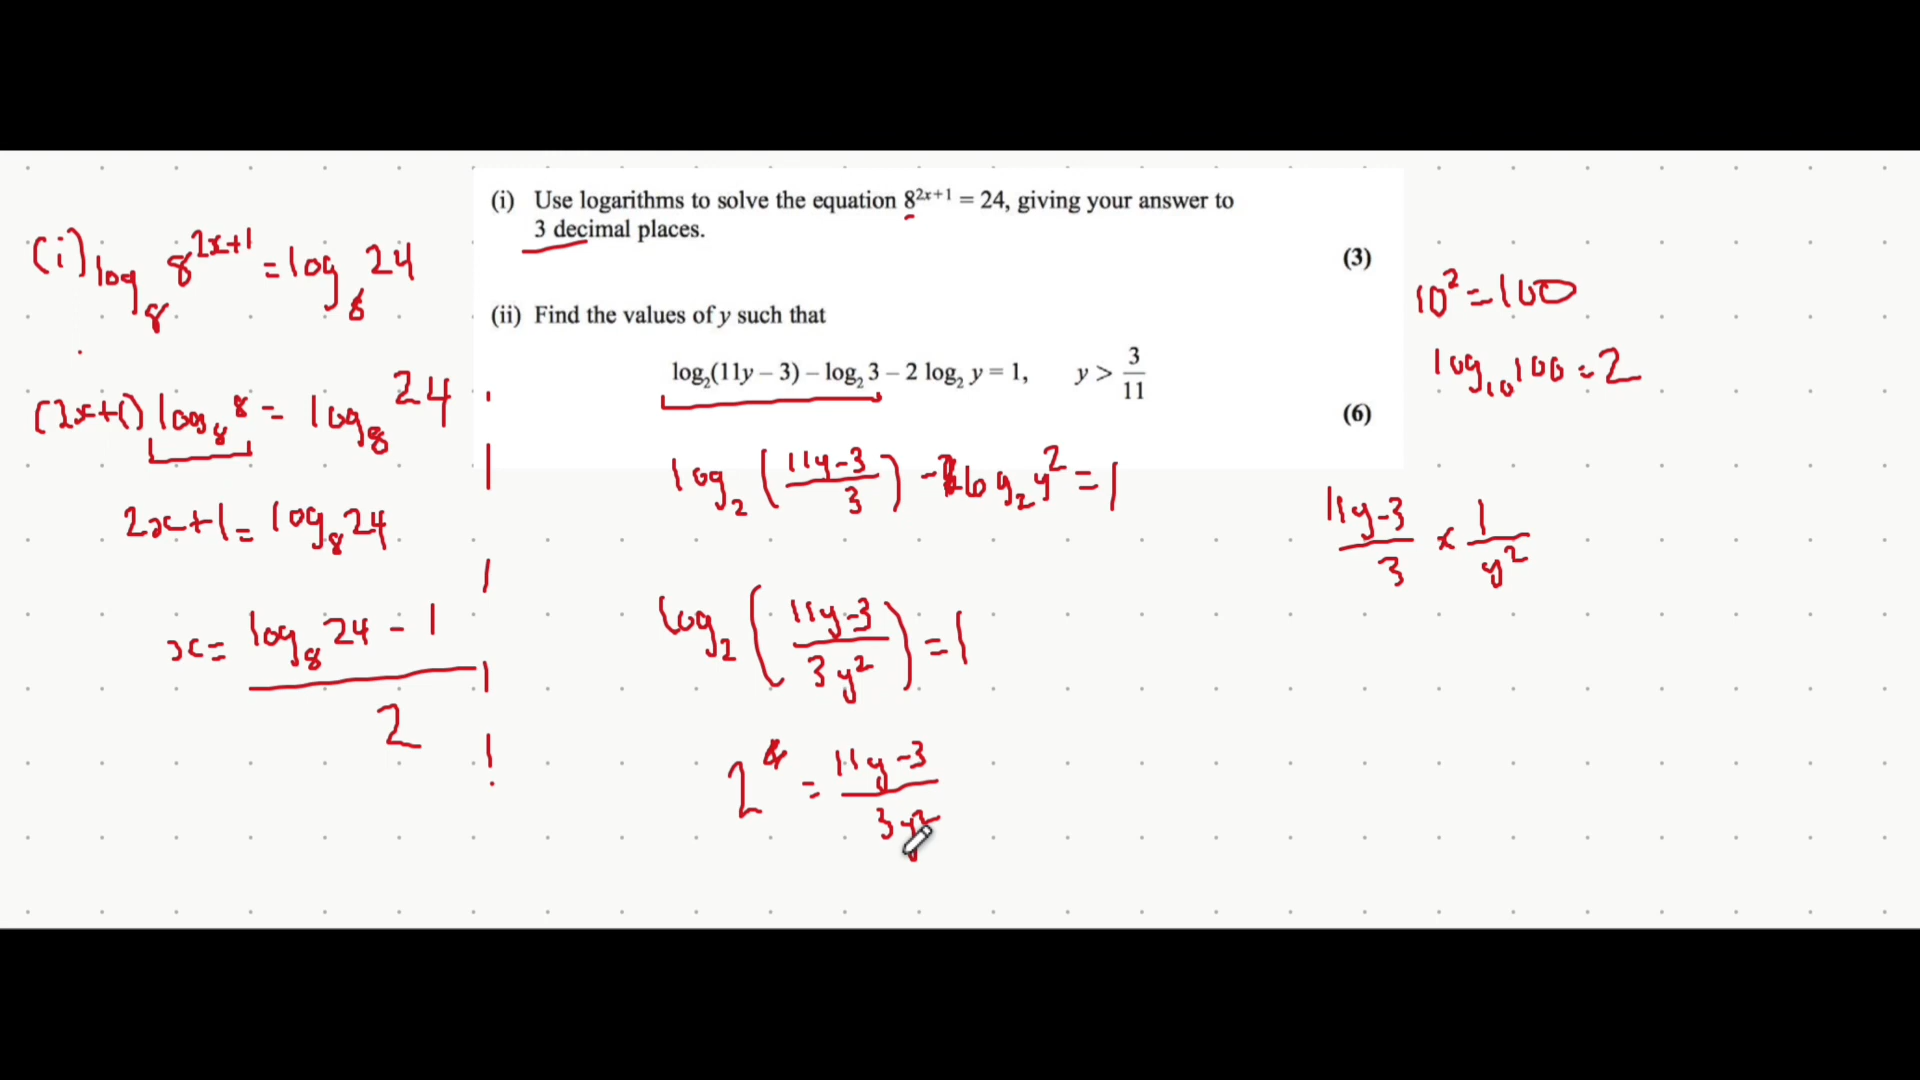 (i) Use logarithms to solve the equation 8²ˣ⁺¹ = 24, giving your answer to
3 decimal places.
(3)
(ii) Find the values of y such that
log₂(11y – 3) – log₂ 3 – 2 log₂ y = 1, y > 3/11
(6)
(i) log₈ 8²ˣ⁺¹ = log₈ 24
(2x+1) log₈ 8 = log₈ 24
2x+1 = log₈ 24
x = (log₈ 24 - 1)/2
log₂ ((11y-3)/3) - log₂ y² = 1
log₂ ((11y-3)/(3y²)) = 1
2 = (11y-3)/(3y²)
10² = 100
log₁₀ 100 = 2
(11y-3)/3 × 1/y²